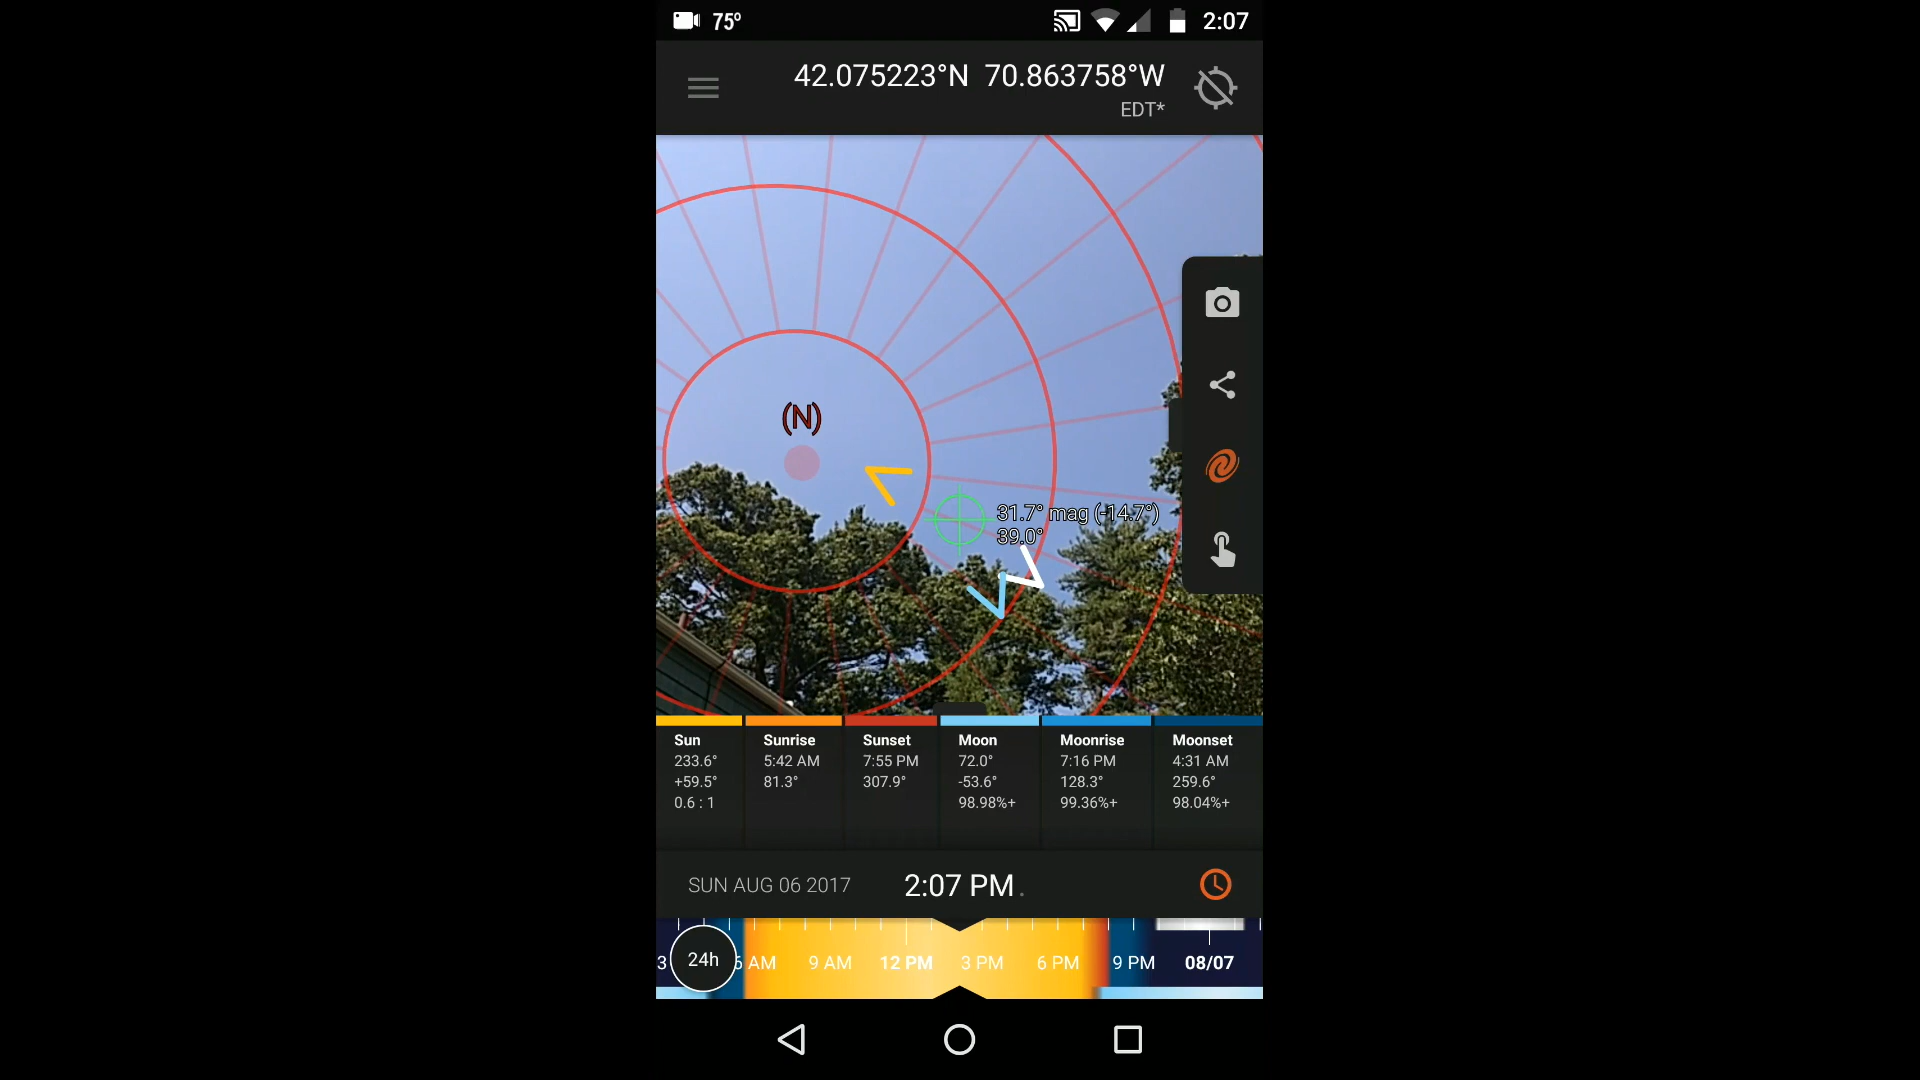 75°
2:07
42.075223°N 70.863758°W
EDT*
(N)
31.7° mag (-14.7°)
39.0°
Sun
233.6°
+59.5°
0.6 : 1
Sunrise
5:42 AM
81.3°
Sunset
7:55 PM
307.9°
Moon
72.0°
-53.6°
98.98%+
Moonrise
7:16 PM
128.3°
99.36%+
Moonset
4:31 AM
259.6°
98.04%+
SUN AUG 06 2017
2:07 PM.
3 24h 6 AM 9 AM 12 PM 3 PM 6 PM 9 PM 08/07